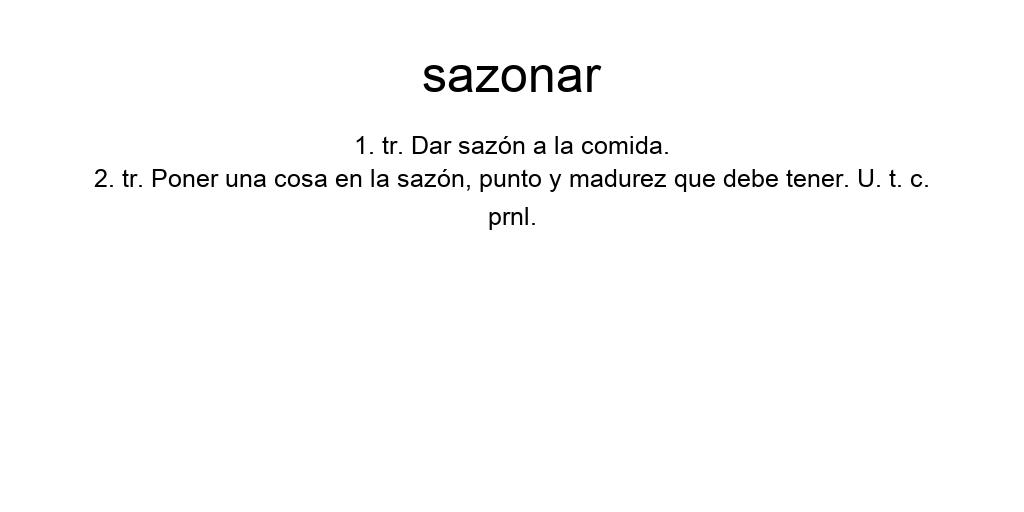 sazonar
1. tr. Dar sazón a la comida.
2. tr. Poner una cosa en la sazón, punto y madurez que debe tener. U. t. c.
prnl.